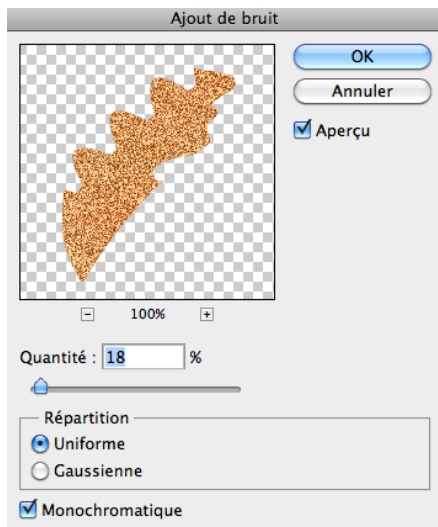 Ajout de bruit
OK
Annuler
Aperçu
100%
Quantité : 18 %
Répartition
Uniforme
Gaussienne
Monochromatique